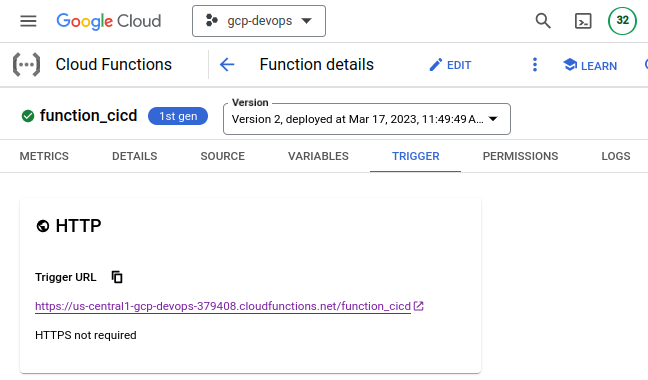 Google Cloud
gcp-devops
32
Cloud Functions
Function details
EDIT
LEARN
function_cicd
1st gen
Version
Version 2, deployed at Mar 17, 2023, 11:49:49 A...
METRICS
DETAILS
SOURCE
VARIABLES
TRIGGER
PERMISSIONS
LOGS
HTTP
Trigger URL
https://us-central1-gcp-devops-379408.cloudfunctions.net/function_cicd
HTTPS not required